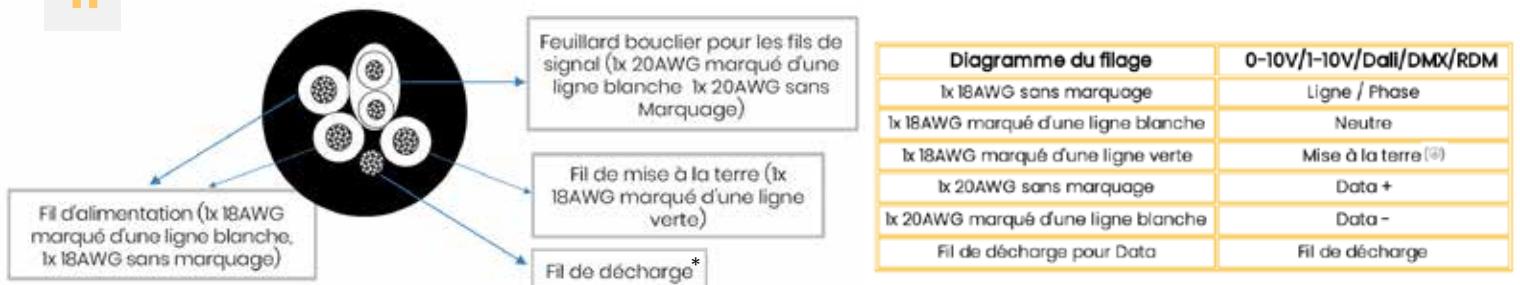 Feuillard bouclier pour les fils de
signal (1x 20AWG marqué d'une
ligne blanche 1x 20AWG sans
Marquage)
Fil de mise à la terre (1x
18AWG marqué d'une ligne
verte)
Fil d'alimentation (1x 18AWG
marqué d'une ligne blanche,
1x 18AWG sans marquage)
Fil de décharge*
Diagramme du filage 0-10V/1-10V/Dali/DMX/RDM
1x 18AWG sans marquage Ligne / Phase
1x 18AWG marqué d'une ligne blanche Neutre
1x 18AWG marqué d'une ligne verte Mise à la terre (⏚)
1x 20AWG sans marquage Data +
1x 20AWG marqué d'une ligne blanche Data -
Fil de décharge pour Data Fil de décharge